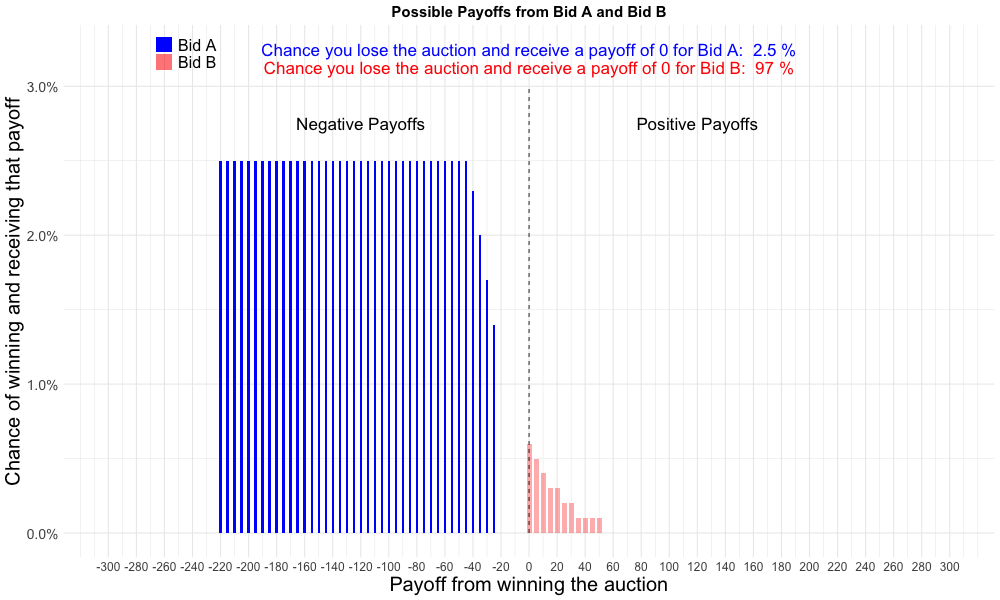 Possible Payoffs from Bid A and Bid B
Bid A
Bid B
Chance you lose the auction and receive a payoff of 0 for Bid A:  2.5 %
Chance you lose the auction and receive a payoff of 0 for Bid B:  97 %
Negative Payoffs
Positive Payoffs
Chance of winning and receiving that payoff
3.0%
2.0%
1.0%
0.0%
-300 -280 -260 -240 -220 -200 -180 -160 -140 -120 -100 -80 -60 -40 -20 0 20 40 60 80 100 120 140 160 180 200 220 240 260 280 300
Payoff from winning the auction